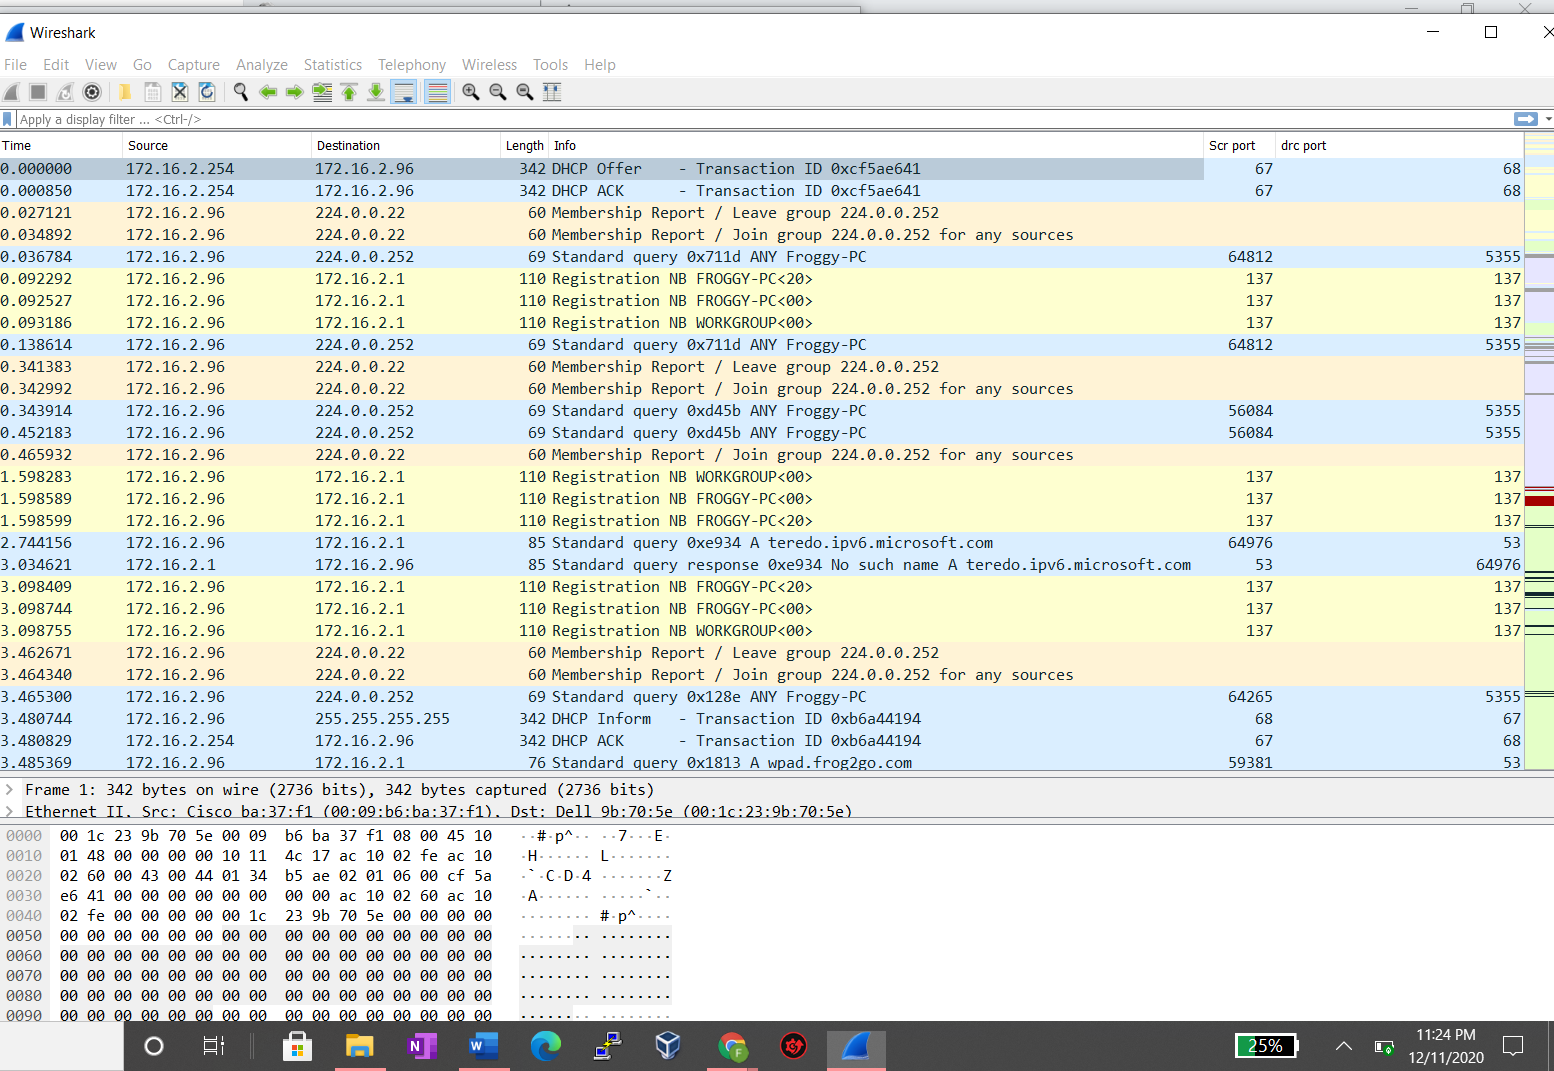 Wireshark
File Edit View Go Capture Analyze Statistics Telephony Wireless Tools Help
Apply a display filter ... <Ctrl-/>
Time Source Destination Length Info Scr port drc port
0.000000 172.16.2.254 172.16.2.96 342 DHCP Offer - Transaction ID 0xcf5ae641 67 68
0.000850 172.16.2.254 172.16.2.96 342 DHCP ACK - Transaction ID 0xcf5ae641 67 68
0.027121 172.16.2.96 224.0.0.22 60 Membership Report / Leave group 224.0.0.252
0.034892 172.16.2.96 224.0.0.22 60 Membership Report / Join group 224.0.0.252 for any sources
0.036784 172.16.2.96 224.0.0.252 69 Standard query 0x711d ANY Froggy-PC 64812 5355
0.092292 172.16.2.96 172.16.2.1 110 Registration NB FROGGY-PC<20> 137 137
0.092527 172.16.2.96 172.16.2.1 110 Registration NB FROGGY-PC<00> 137 137
0.093186 172.16.2.96 172.16.2.1 110 Registration NB WORKGROUP<00> 137 137
0.138614 172.16.2.96 224.0.0.252 69 Standard query 0x711d ANY Froggy-PC 64812 5355
0.341383 172.16.2.96 224.0.0.22 60 Membership Report / Leave group 224.0.0.252
0.342992 172.16.2.96 224.0.0.22 60 Membership Report / Join group 224.0.0.252 for any sources
0.343914 172.16.2.96 224.0.0.252 69 Standard query 0xd45b ANY Froggy-PC 56084 5355
0.452183 172.16.2.96 224.0.0.252 69 Standard query 0xd45b ANY Froggy-PC 56084 5355
0.465932 172.16.2.96 224.0.0.22 60 Membership Report / Join group 224.0.0.252 for any sources
1.598283 172.16.2.96 172.16.2.1 110 Registration NB WORKGROUP<00> 137 137
1.598589 172.16.2.96 172.16.2.1 110 Registration NB FROGGY-PC<00> 137 137
1.598599 172.16.2.96 172.16.2.1 110 Registration NB FROGGY-PC<20> 137 137
2.744156 172.16.2.96 172.16.2.1 85 Standard query 0xe934 A teredo.ipv6.microsoft.com 64976 53
3.034621 172.16.2.1 172.16.2.96 85 Standard query response 0xe934 No such name A teredo.ipv6.microsoft.com 53 64976
3.098409 172.16.2.96 172.16.2.1 110 Registration NB FROGGY-PC<20> 137 137
3.098744 172.16.2.96 172.16.2.1 110 Registration NB FROGGY-PC<00> 137 137
3.098755 172.16.2.96 172.16.2.1 110 Registration NB WORKGROUP<00> 137 137
3.462671 172.16.2.96 224.0.0.22 60 Membership Report / Leave group 224.0.0.252
3.464340 172.16.2.96 224.0.0.22 60 Membership Report / Join group 224.0.0.252 for any sources
3.465300 172.16.2.96 224.0.0.252 69 Standard query 0x128e ANY Froggy-PC 64265 5355
3.480744 172.16.2.96 255.255.255.255 342 DHCP Inform - Transaction ID 0xb6a44194 68 67
3.480829 172.16.2.254 172.16.2.96 342 DHCP ACK - Transaction ID 0xb6a44194 67 68
3.485369 172.16.2.96 172.16.2.1 76 Standard query 0x1813 A wpad.frog2go.com 59381 53
Frame 1: 342 bytes on wire (2736 bits), 342 bytes captured (2736 bits)
Ethernet II, Src: Cisco_ba:37:f1 (00:09:b6:ba:37:f1), Dst: Dell_9b:70:5e (00:1c:23:9b:70:5e)
0000 00 1c 23 9b 70 5e 00 09 b6 ba 37 f1 08 00 45 10 ··#·p^·· ··7···E·
0010 01 48 00 00 00 00 10 11 4c 17 ac 10 02 fe ac 10 ·H······ L·······
0020 02 60 00 43 00 44 01 34 b5 ae 02 01 06 00 cf 5a ·`·C·D·4 ·······Z
0030 e6 41 00 00 00 00 00 00 00 00 ac 10 02 60 ac 10 ·A······ ·····`··
0040 02 fe 00 00 00 00 00 1c 23 9b 70 5e 00 00 00 00 ········ #·p^····
0050 00 00 00 00 00 00 00 00 00 00 00 00 00 00 00 00 ········ ········
0060 00 00 00 00 00 00 00 00 00 00 00 00 00 00 00 00 ········ ········
0070 00 00 00 00 00 00 00 00 00 00 00 00 00 00 00 00 ········ ········
0080 00 00 00 00 00 00 00 00 00 00 00 00 00 00 00 00 ········ ········
0090 00 00 00 00 00 00 00 00 00 00 00 00 00 00 00 00 ········ ········
25%
11:24 PM
12/11/2020